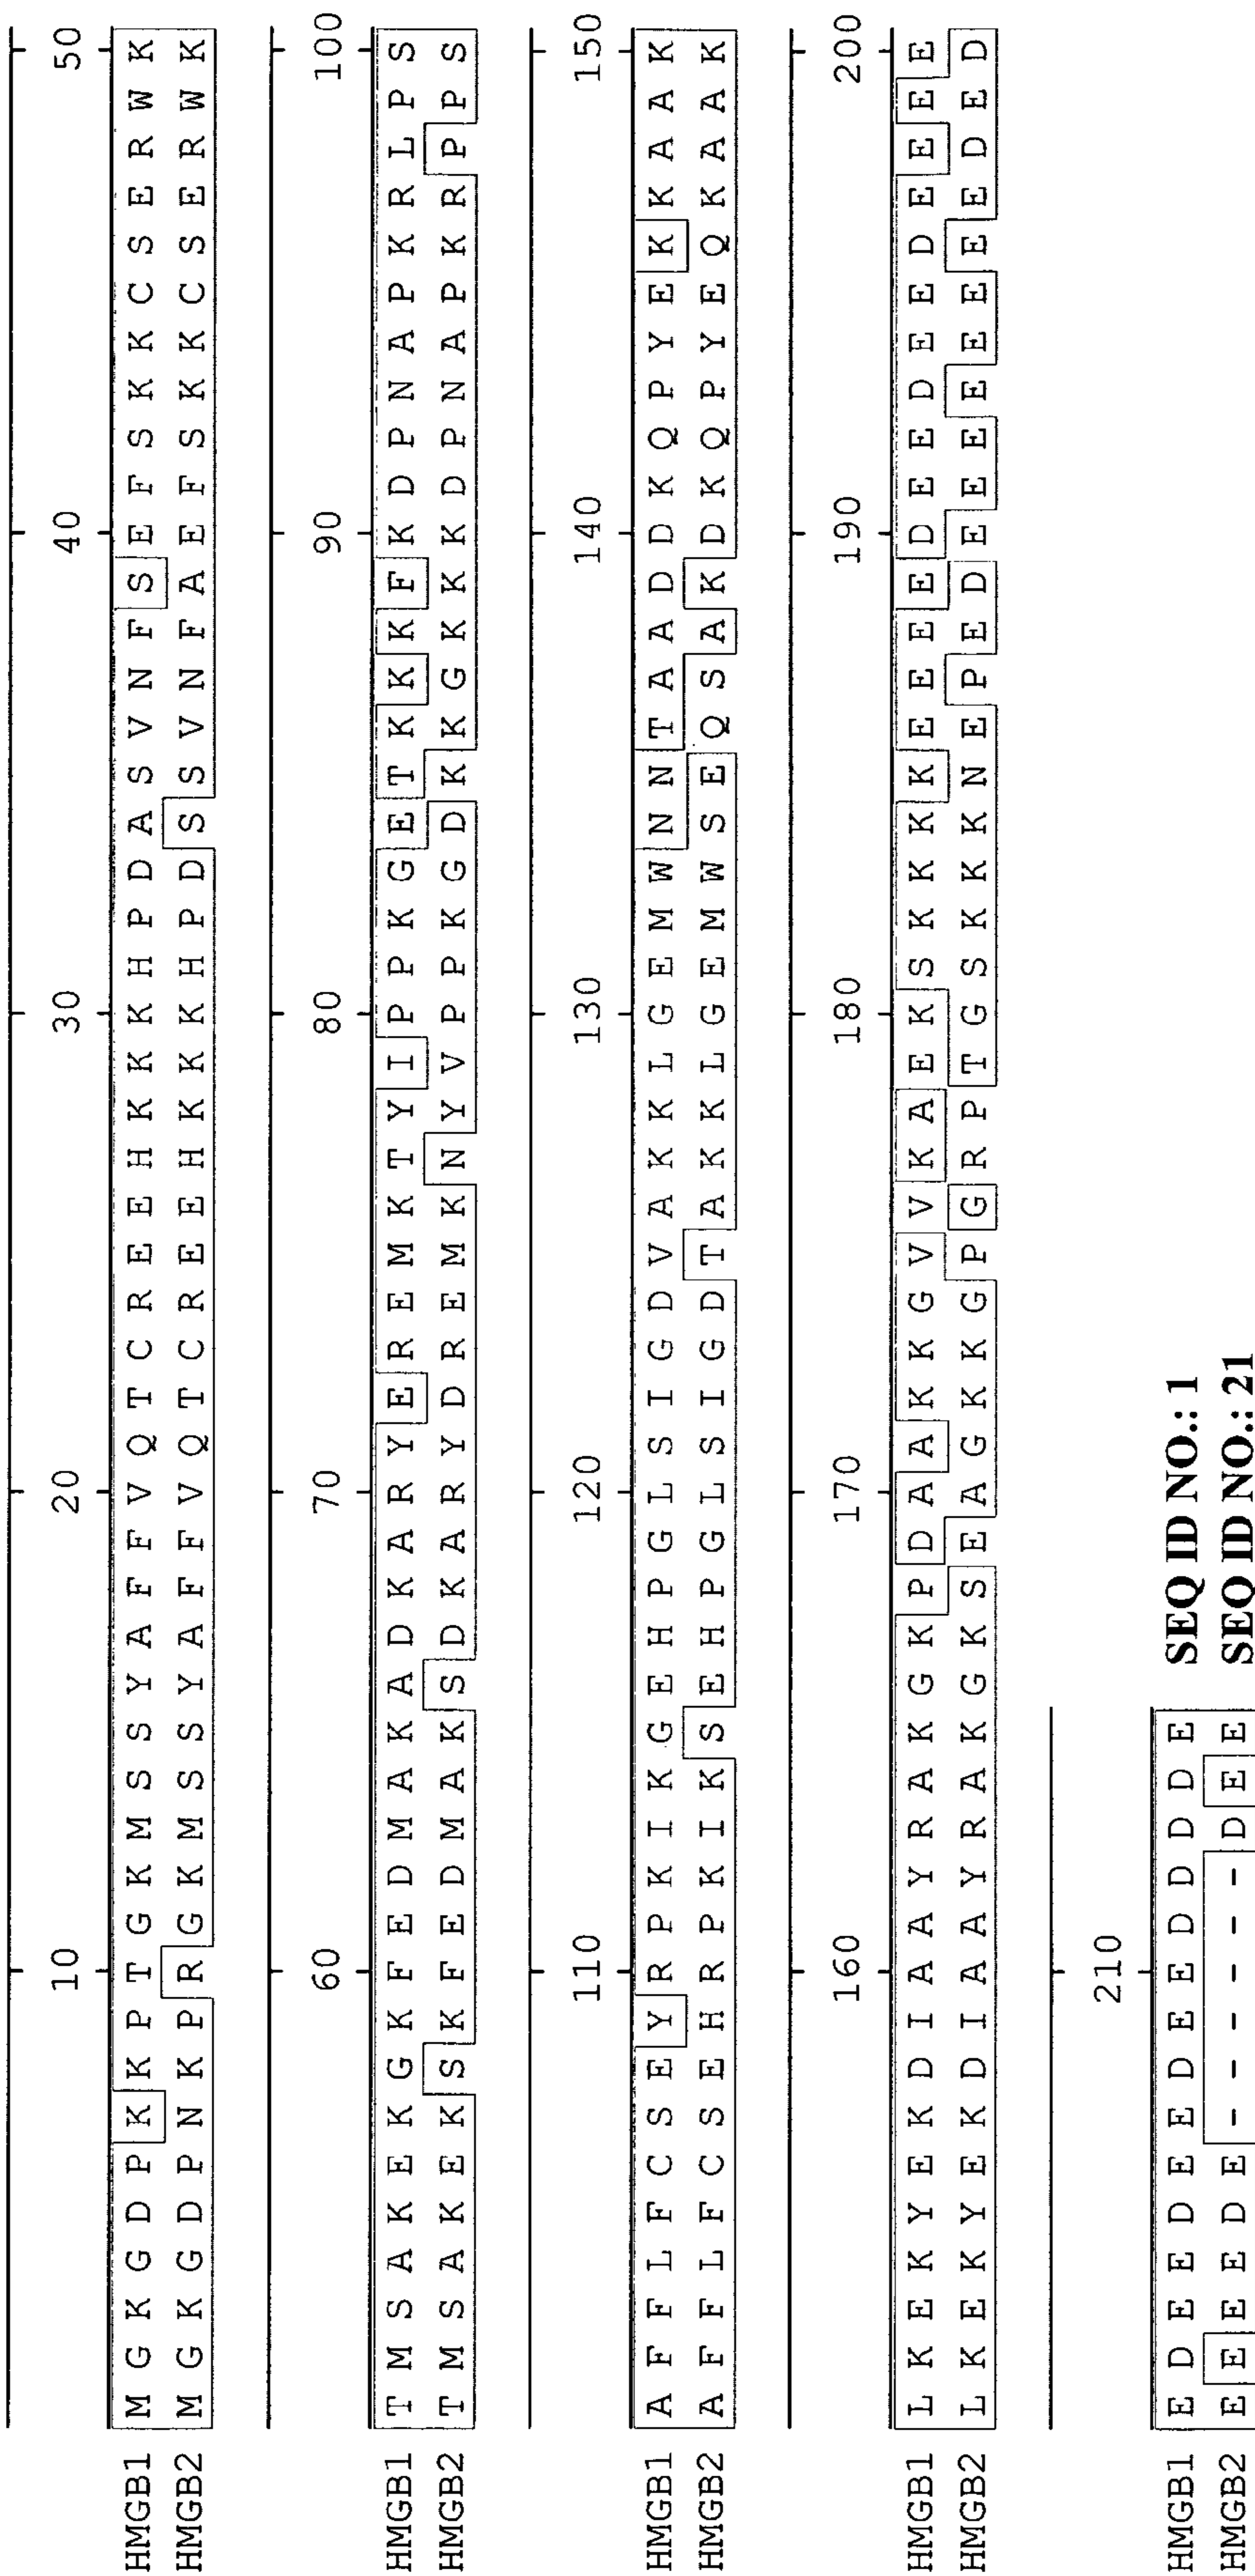 10 20 30 40 50
HMGB1 M G K G D P K K P T G K M S S Y A F F V Q T C R E E H K K K H P D A S V N F S E F S K K C S E R W K
HMGB2 M G K G D P N K P R G K M S S Y A F F V Q T C R E E H K K K H P D S S V N F A E F S K K C S E R W K
60 70 80 90 100
HMGB1 T M S A K E K G K F E D M A K A D K A R Y E R E M K T Y I P P K G E T K K K F K D P N A P K R L P S
HMGB2 T M S A K E K S K F E D M A K S D K A R Y D R E M K N Y V P P K G D K K G K K K D P N A P K R P P S
110 120 130 140 150
HMGB1 A F F L F C S E Y R P K I K G E H P G L S I G D V A K K L G E M W N N T A A D D K Q P Y E K K A A K
HMGB2 A F F L F C S E H R P K I K S E H P G L S I G D T A K K L G E M W S E Q S A K D K Q P Y E Q K A A K
160 170 180 190 200
HMGB1 L K E K Y E K D I A A Y R A K G K P D A A K K G V V K A E K S K K K K E E E E D E E D E E D E E E E
HMGB2 L K E K Y E K D I A A Y R A K G K S E A G K K G P G R P T G S K K K N E P E D E E E E E E E E D E D
210
HMGB1 E D E E D E E D E E D D D D E SEQ ID NO.: 1
HMGB2 E E E E D E - - - - - - D E E SEQ ID NO.: 21